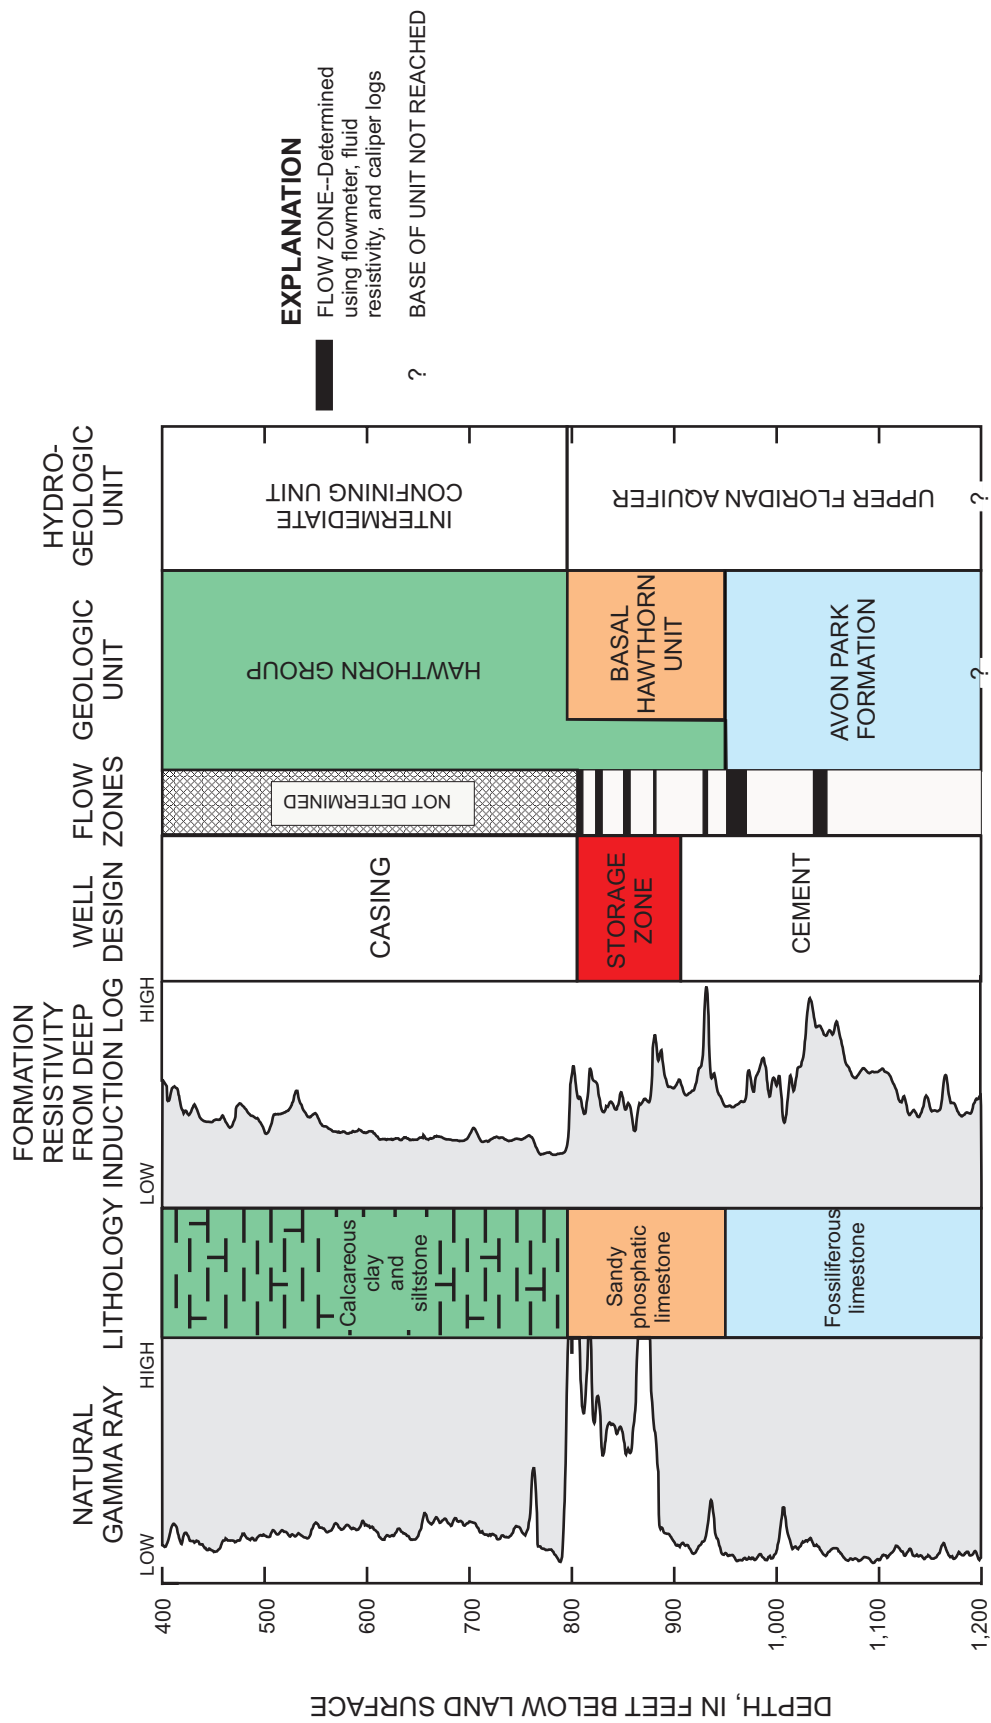 NATURAL
GAMMA RAY
LOW
HIGH
LITHOLOGY
FORMATION
RESISTIVITY
FROM DEEP
INDUCTION LOG
LOW
HIGH
WELL
DESIGN
FLOW
ZONES
GEOLOGIC
UNIT
HYDRO-
GEOLOGIC
UNIT
DEPTH, IN FEET BELOW LAND SURFACE
400
500
600
700
800
900
1,000
1,100
1,200
Calcareous
clay
and
siltstone
Sandy
phosphatic
limestone
Fossiliferous
limestone
CASING
STORAGE
ZONE
CEMENT
NOT DETERMINED
HAWTHORN GROUP
BASAL
HAWTHORN
UNIT
AVON PARK
FORMATION
?
INTERMEDIATE
CONFINING UNIT
UPPER FLORIDAN AQUIFER
?
EXPLANATION
FLOW ZONE--Determined
using flowmeter, fluid
resistivity, and caliper logs
?
BASE OF UNIT NOT REACHED